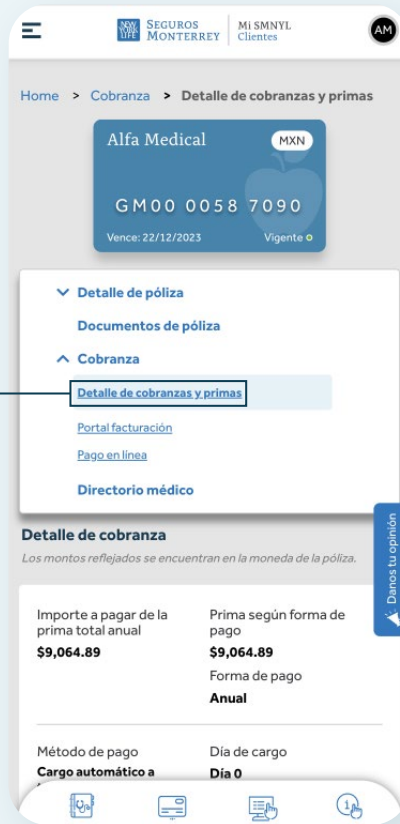 NEW
YORK
LIFE
SEGUROS
MONTERREY
Mi SMNYL
Clientes
AM
Home > Cobranza > Detalle de cobranzas y primas
Alfa Medical
MXN
GM00 0058 7090
Vence: 22/12/2023
Vigente
Detalle de póliza
Documentos de póliza
Cobranza
Detalle de cobranzas y primas
Portal facturación
Pago en línea
Directorio médico
Danos tu opinión
Detalle de cobranza
Los montos reflejados se encuentran en la moneda de la póliza.
Importe a pagar de la
prima total anual
$9,064.89
Prima según forma de
pago
$9,064.89
Forma de pago
Anual
Método de pago
Cargo automático a
Día de cargo
Día 0